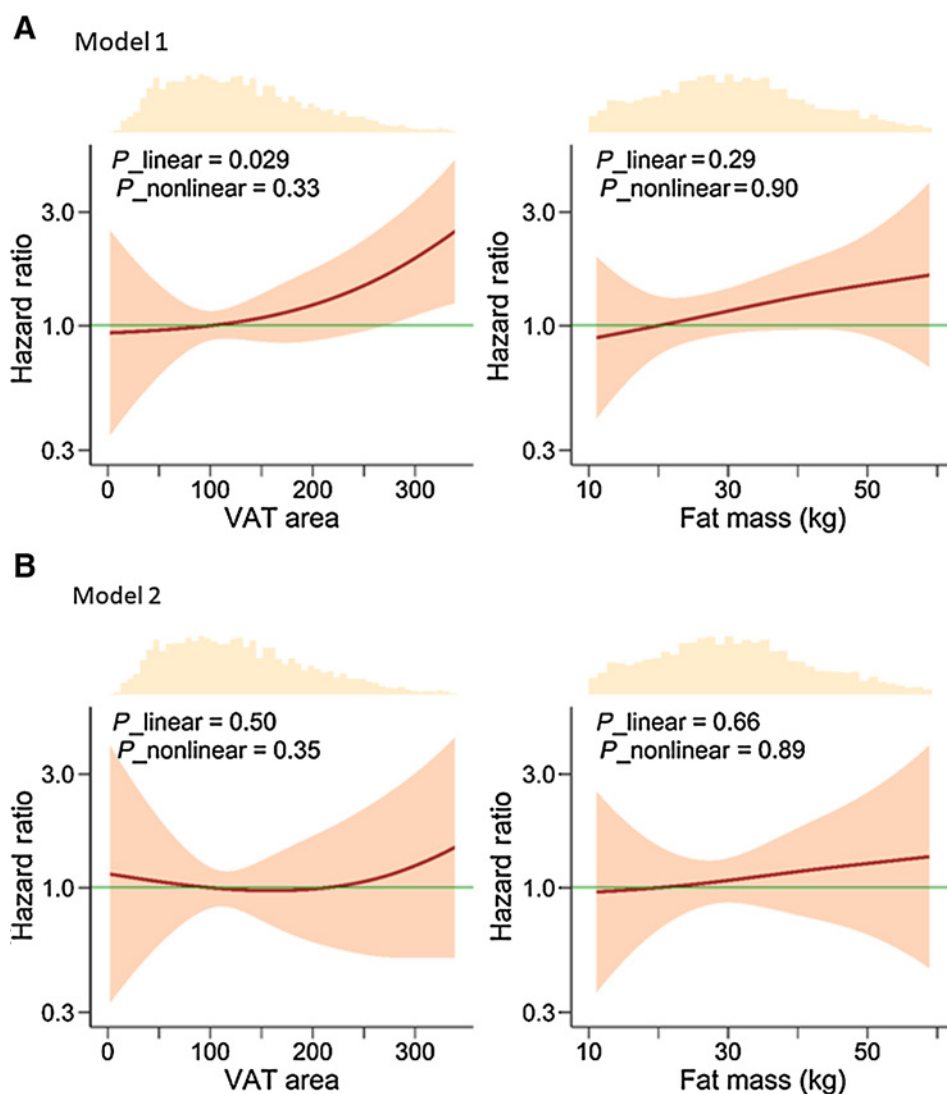 A
Model 1
P_linear = 0.029
P_nonlinear = 0.33
Hazard ratio
3.0
1.0
0.3
0 100 200 300
VAT area
P_linear = 0.29
P_nonlinear = 0.90
Hazard ratio
3.0
1.0
0.3
10 30 50
Fat mass (kg)
B
Model 2
P_linear = 0.50
P_nonlinear = 0.35
Hazard ratio
3.0
1.0
0.3
0 100 200 300
VAT area
P_linear = 0.66
P_nonlinear = 0.89
Hazard ratio
3.0
1.0
0.3
10 30 50
Fat mass (kg)